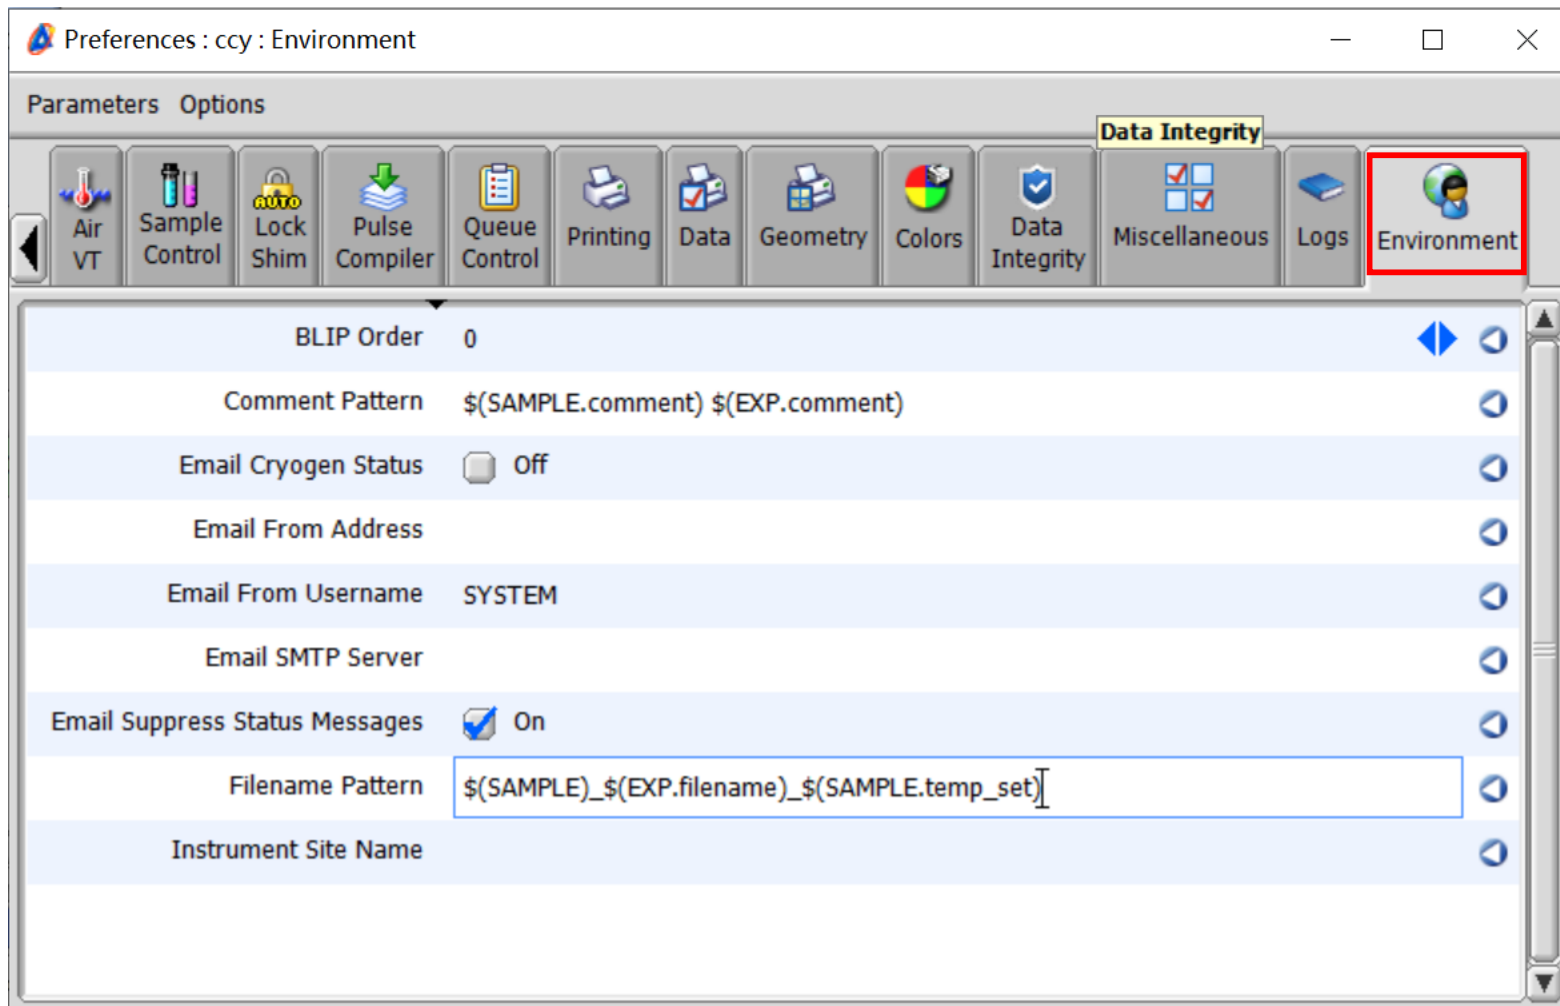 Preferences : ccy : Environment
Parameters Options
Data Integrity
Air VT
Sample Control
AUTO
Lock Shim
Pulse Compiler
Queue Control
Printing
Data
Geometry
Colors
Data Integrity
Miscellaneous
Logs
Environment
BLIP Order 0
Comment Pattern $(SAMPLE.comment) $(EXP.comment)
Email Cryogen Status Off
Email From Address
Email From Username SYSTEM
Email SMTP Server
Email Suppress Status Messages On
Filename Pattern $(SAMPLE)_$(EXP.filename)_$(SAMPLE.temp_set)
Instrument Site Name